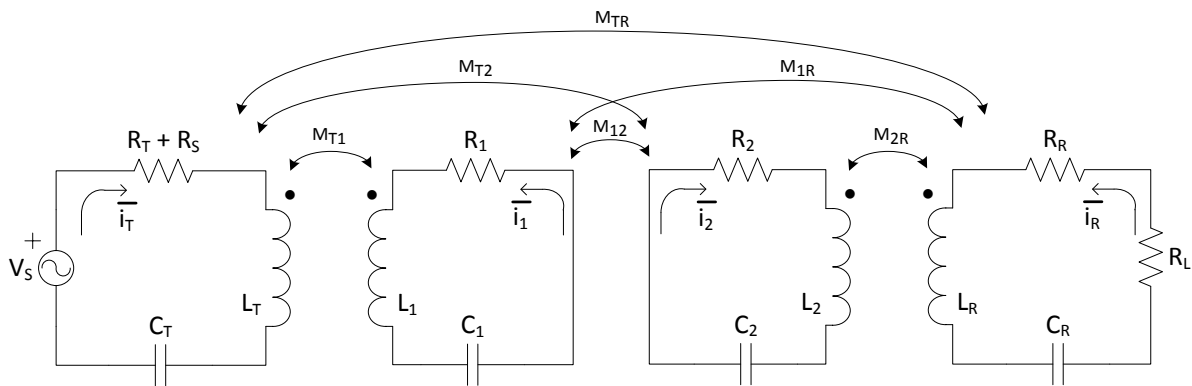 M_TR
M_T2
M_1R
R_T + R_S
M_T1
R_1
M_12
R_2
M_2R
R_R
i_T
i_1
i_2
i_R
+
V_S
R_L
L_T
L_1
L_2
L_R
C_T
C_1
C_2
C_R